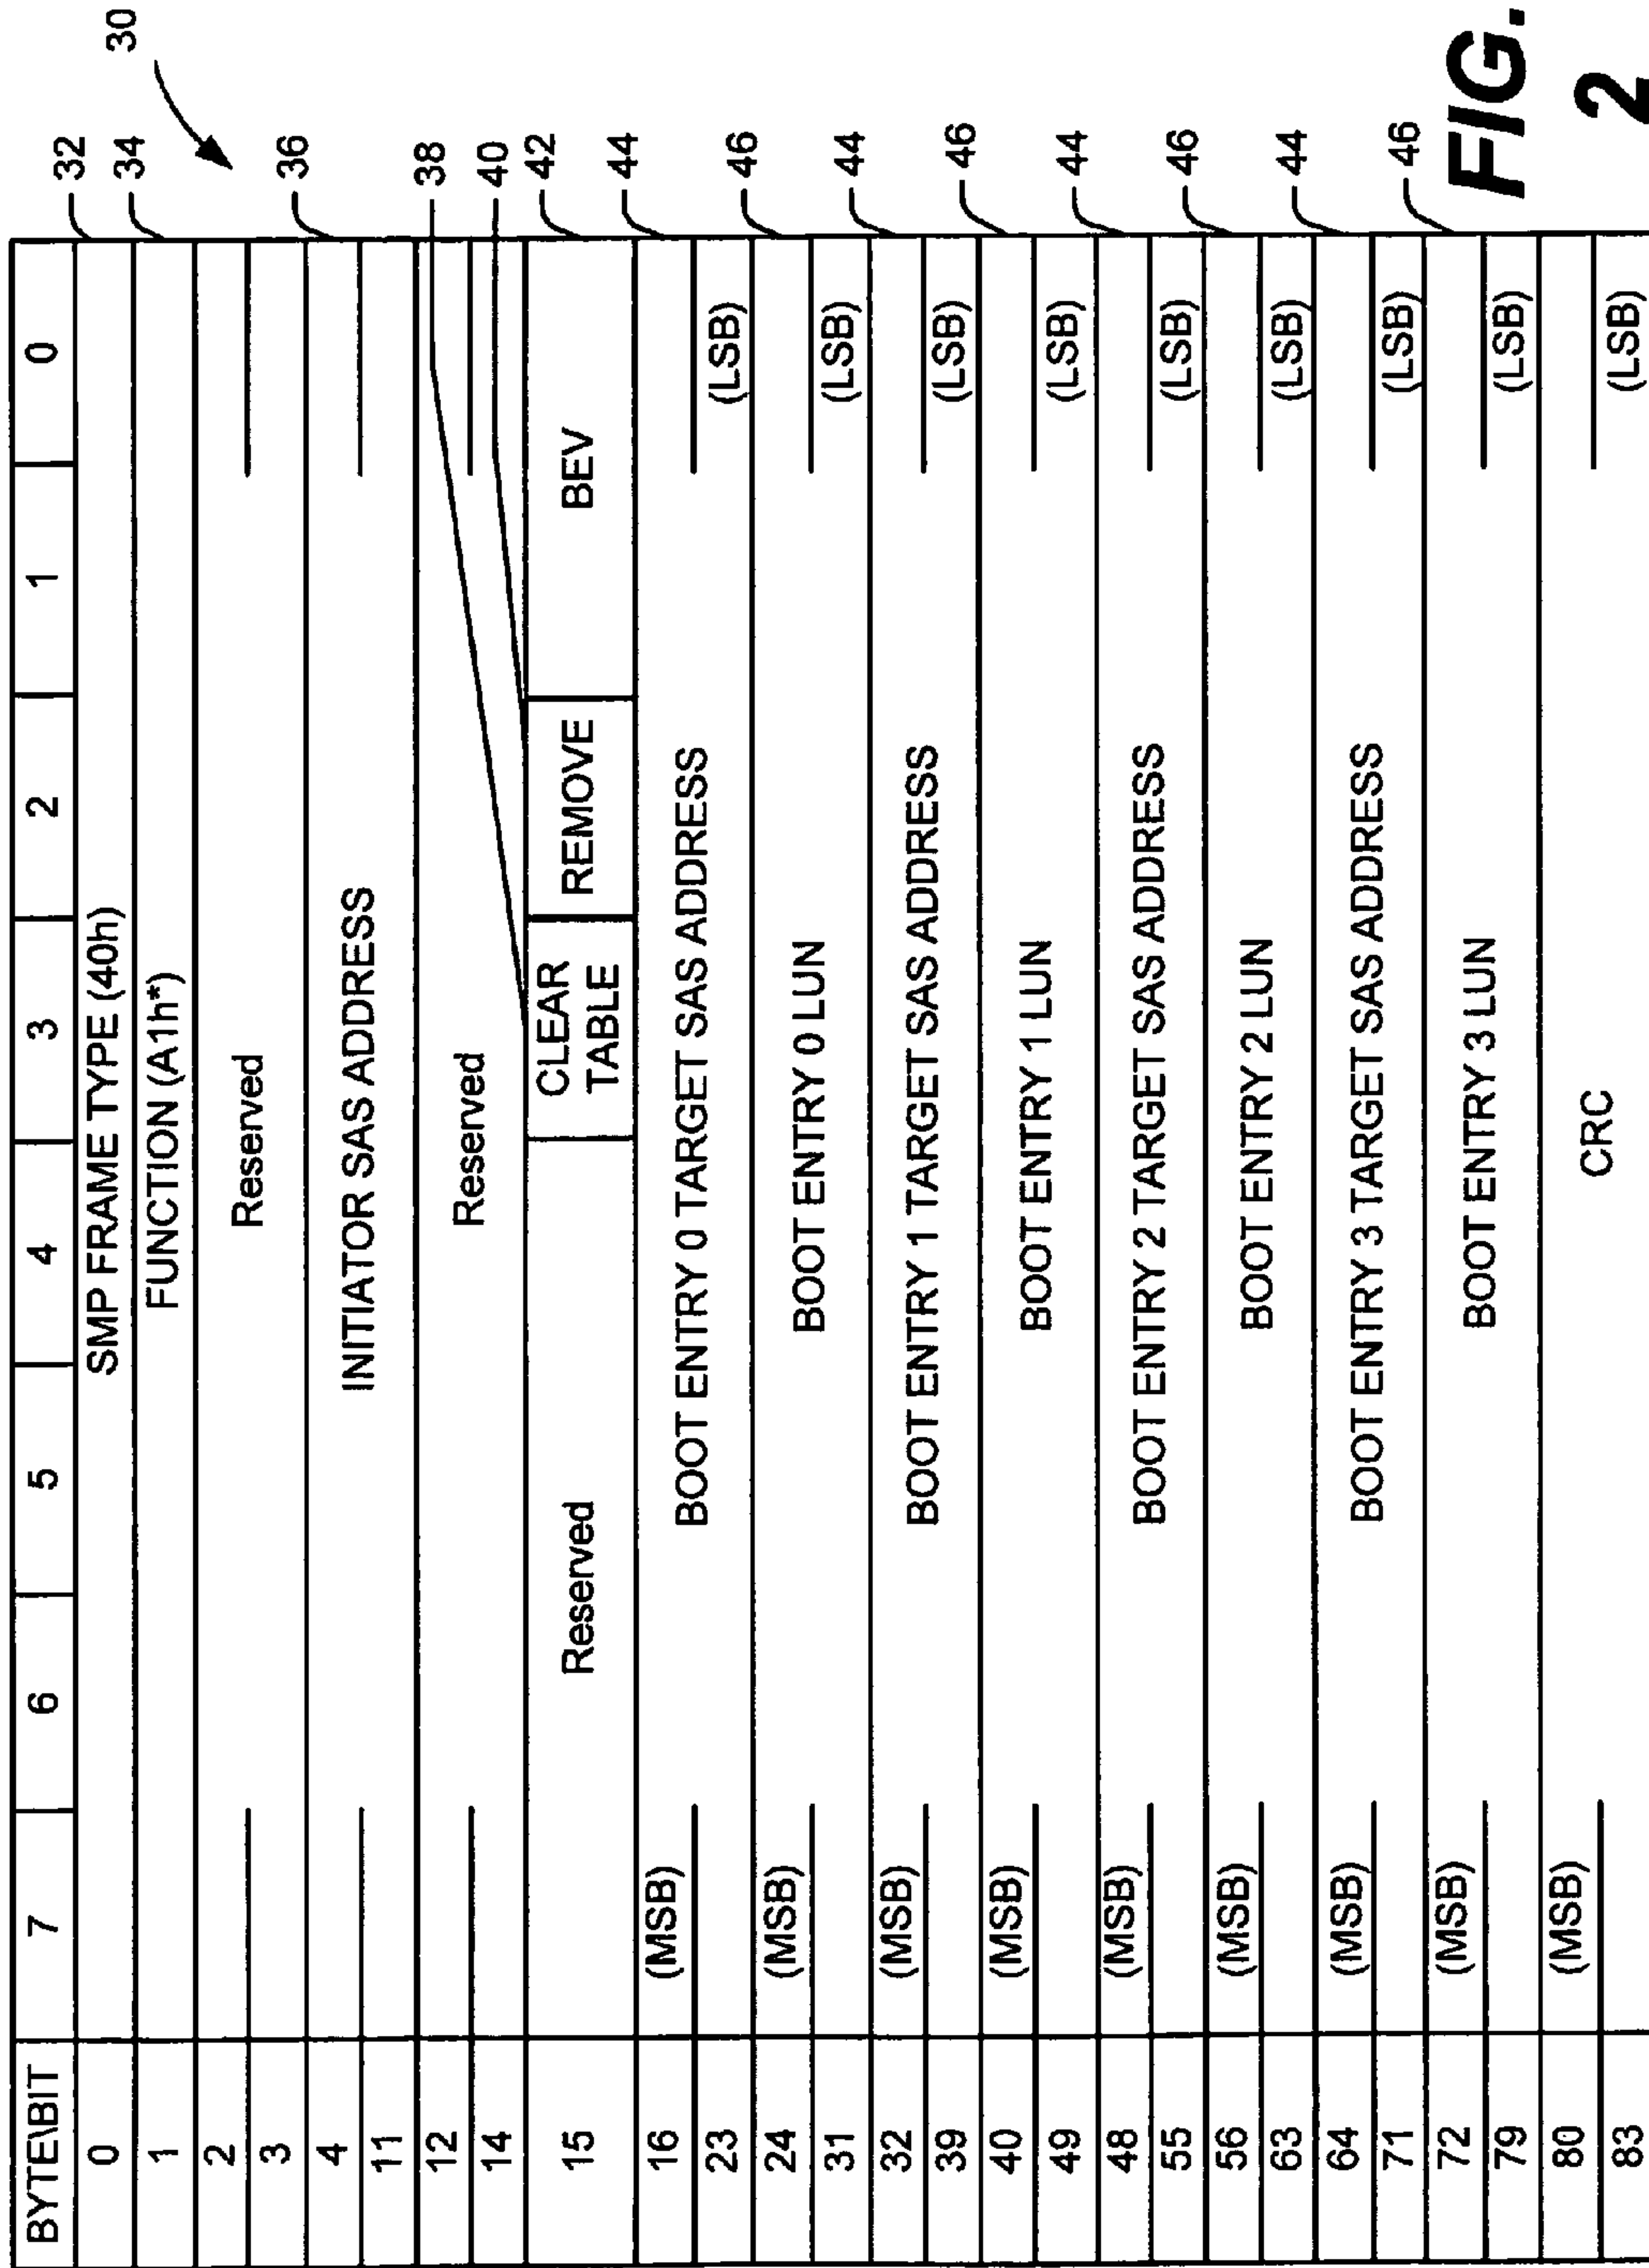 BYTE\BIT 7 6 5 4 3 2 1 0
30
0 SMP FRAME TYPE (40h) 32
1 FUNCTION (A1h*) 34
2
Reserved
3
4 36
INITIATOR SAS ADDRESS
11
12 38
Reserved
14 40
15 Reserved CLEAR TABLE REMOVE BEV 42
16 (MSB) 44
BOOT ENTRY 0 TARGET SAS ADDRESS
23 (LSB)
24 (MSB) 46
BOOT ENTRY 0 LUN
31 (LSB)
32 (MSB) 44
BOOT ENTRY 1 TARGET SAS ADDRESS
39 (LSB)
40 (MSB) 46
BOOT ENTRY 1 LUN
49 (LSB)
48 (MSB) 44
BOOT ENTRY 2 TARGET SAS ADDRESS
55 (LSB)
56 (MSB) 46
BOOT ENTRY 2 LUN
63 (LSB)
64 (MSB) 44
BOOT ENTRY 3 TARGET SAS ADDRESS
71 (LSB)
72 (MSB) 46
BOOT ENTRY 3 LUN
79 (LSB)
80 (MSB)
CRC
83 (LSB)
FIG.
2